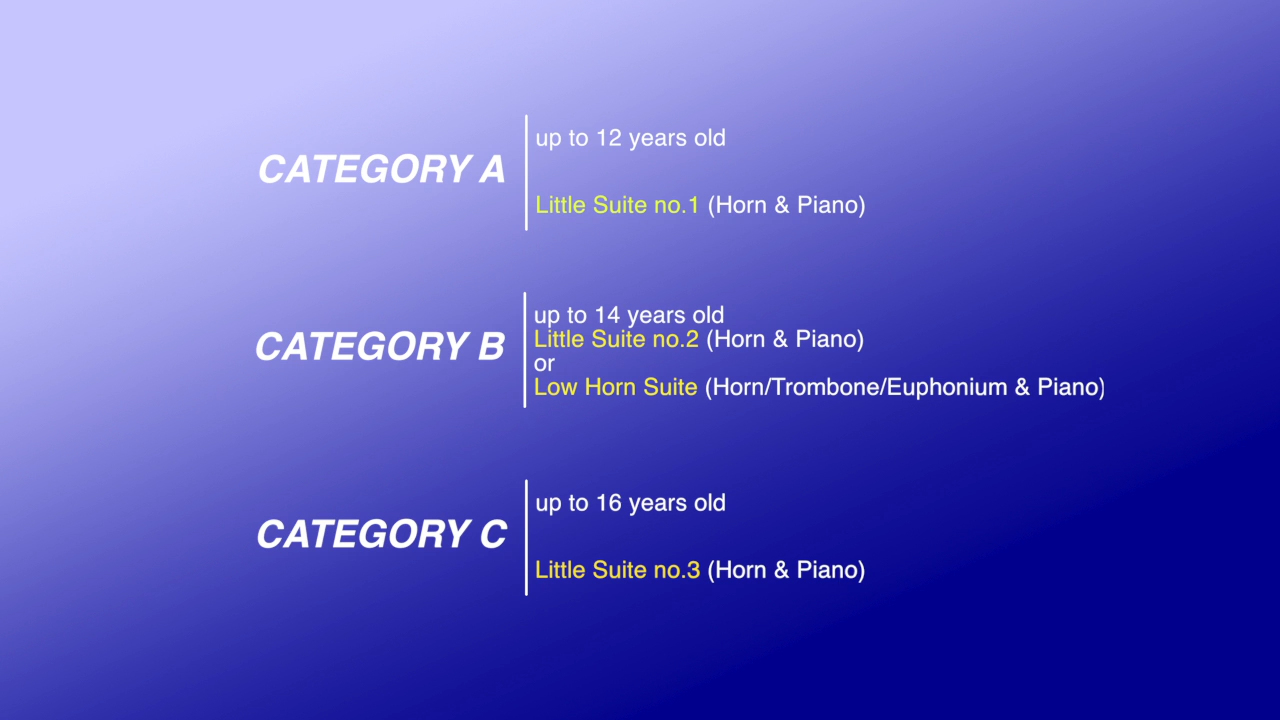 CATEGORY A
up to 12 years old
Little Suite no.1 (Horn & Piano)
CATEGORY B
up to 14 years old
Little Suite no.2 (Horn & Piano)
or
Low Horn Suite (Horn/Trombone/Euphonium & Piano)
CATEGORY C
up to 16 years old
Little Suite no.3 (Horn & Piano)